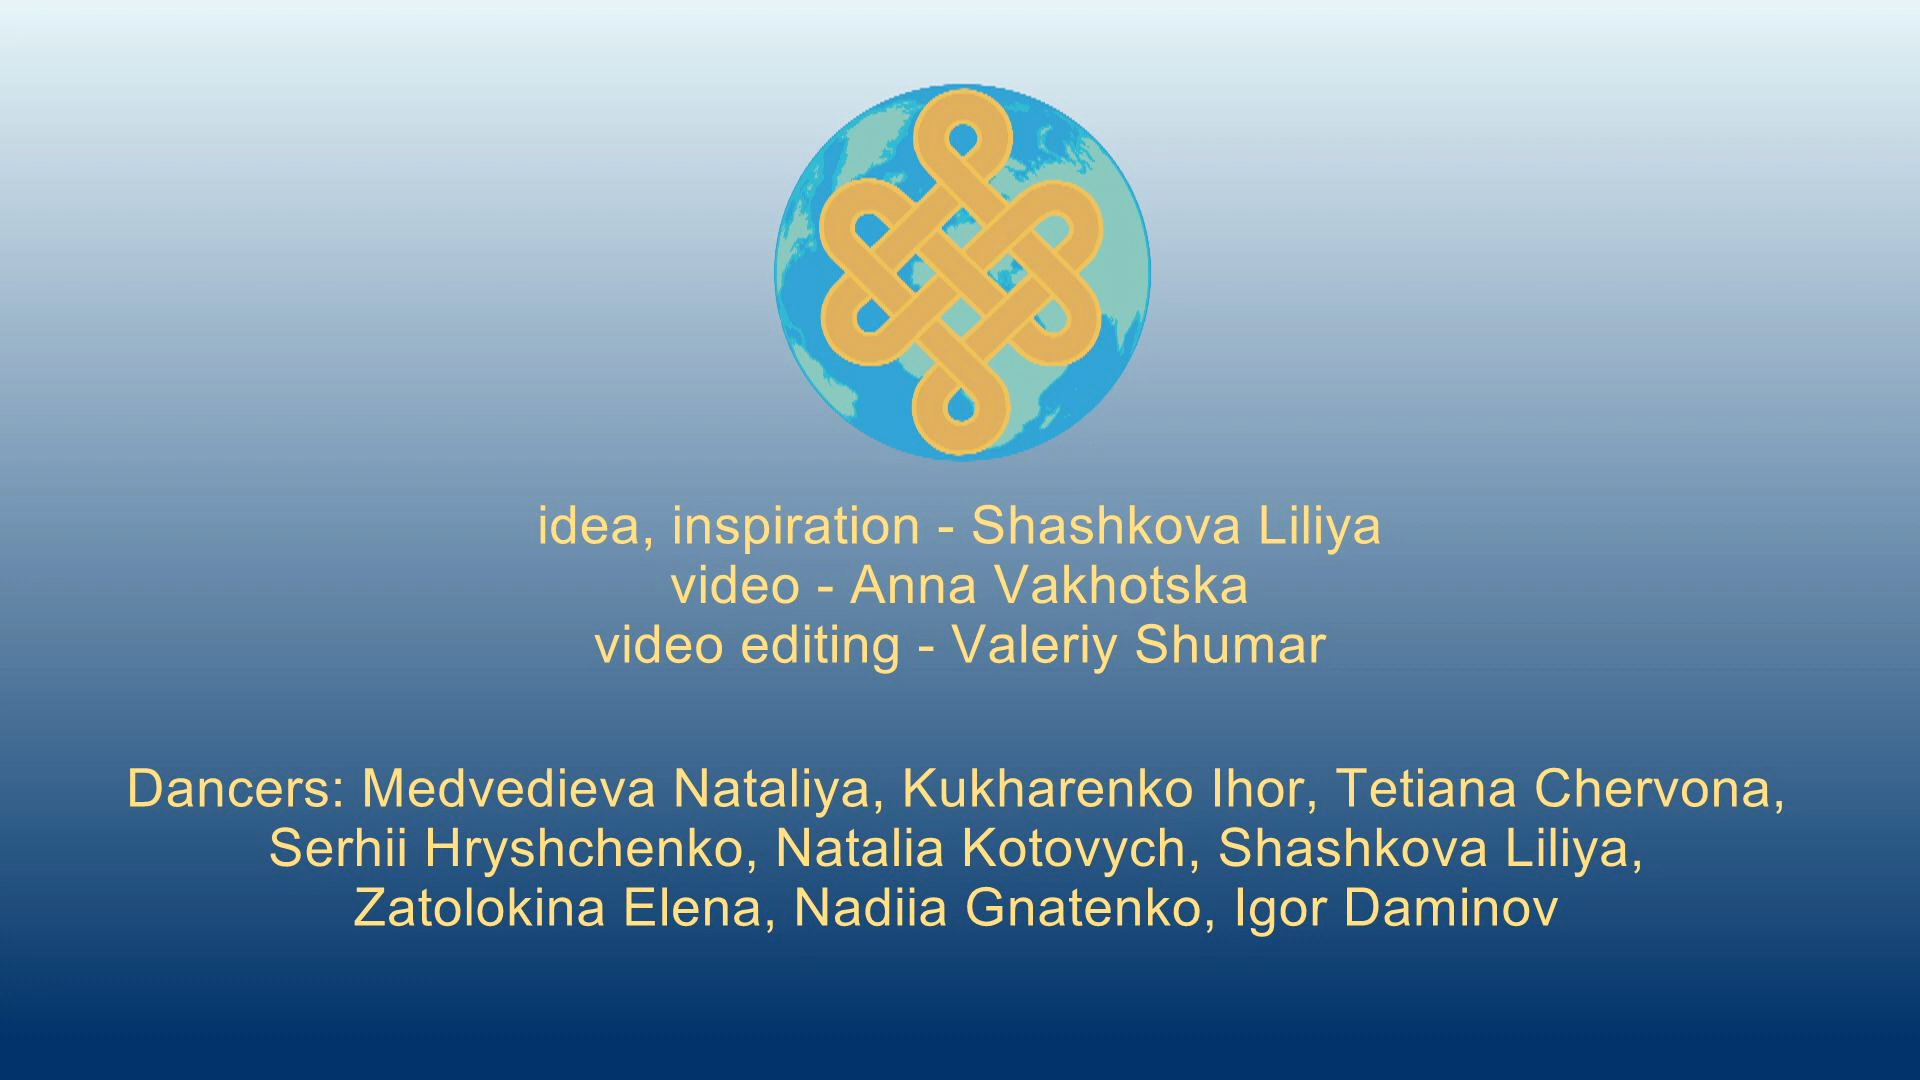 idea, inspiration - Shashkova Liliya
video - Anna Vakhotska
video editing - Valeriy Shumar
Dancers: Medvedieva Nataliya, Kukharenko Ihor, Tetiana Chervona,
Serhii Hryshchenko, Natalia Kotovych, Shashkova Liliya,
Zatolokina Elena, Nadiia Gnatenko, Igor Daminov